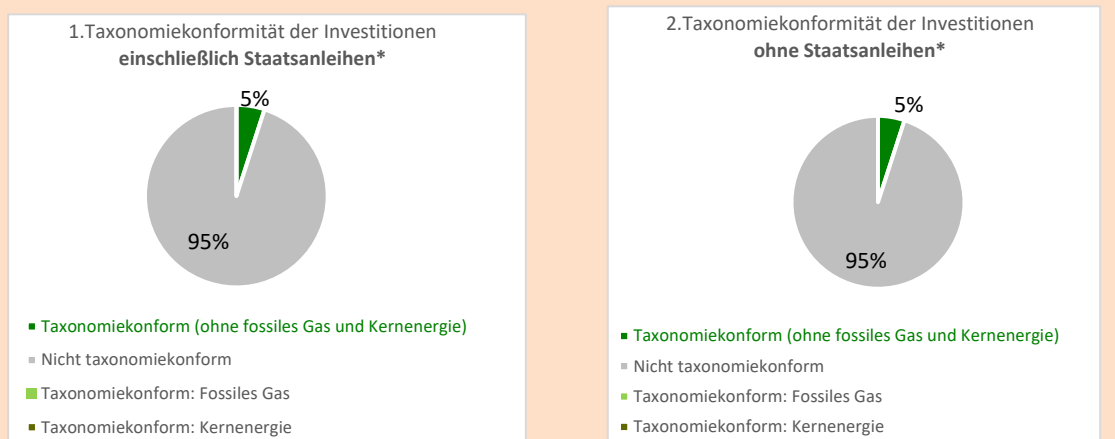 1.Taxonomiekonformität der Investitionen
einschließlich Staatsanleihen*
5%
95%
Taxonomiekonform (ohne fossiles Gas und Kernenergie)
Nicht taxonomiekonform
Taxonomiekonform: Fossiles Gas
Taxonomiekonform: Kernenergie
2.Taxonomiekonformität der Investitionen
ohne Staatsanleihen*
5%
95%
Taxonomiekonform (ohne fossiles Gas und Kernenergie)
Nicht taxonomiekonform
Taxonomiekonform: Fossiles Gas
Taxonomiekonform: Kernenergie